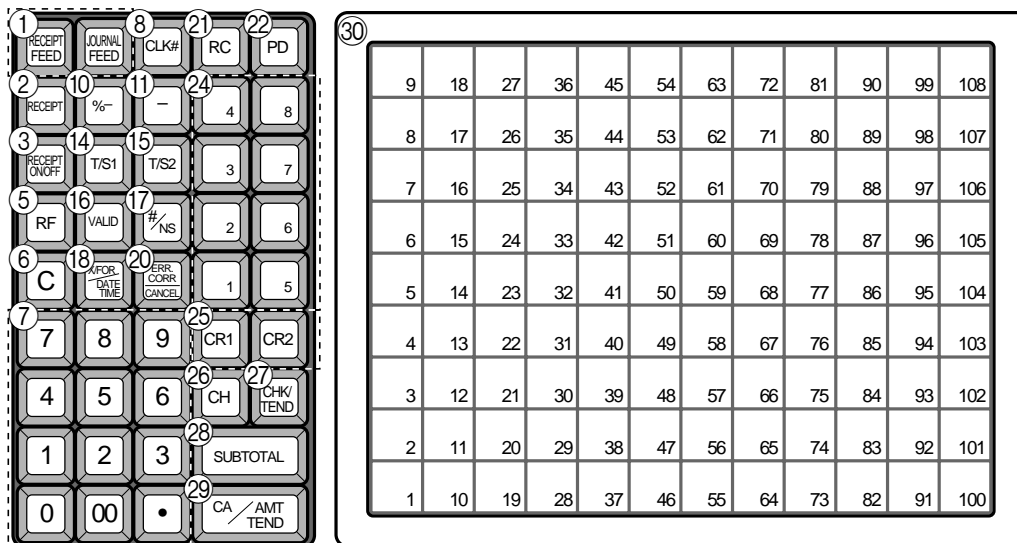 ① ⑧ ㉑ ㉒
RECEIPT FEED JOURNAL FEED CLK# RC PD
② ⑩ ⑪ ㉔
RECEIPT %− − 4 8
③ ⑭ ⑮
RECEIPT ON/OFF T/S1 T/S2 3 7
⑤ ⑯ ⑰
RF VALID #/NS 2 6
⑥ ⑱ ⑳
C X/FOR DATE TIME ERR. CORR CANCEL 1 5
⑦ ㉕
7 8 9 CR1 CR2
㉖ ㉗
4 5 6 CH CHK/TEND
㉘
1 2 3 SUBTOTAL
㉙
0 00 • CA/AMT TEND
㉚
9 18 27 36 45 54 63 72 81 90 99 108
8 17 26 35 44 53 62 71 80 89 98 107
7 16 25 34 43 52 61 70 79 88 97 106
6 15 24 33 42 51 60 69 78 87 96 105
5 14 23 32 41 50 59 68 77 86 95 104
4 13 22 31 40 49 58 67 76 85 94 103
3 12 21 30 39 48 57 66 75 84 93 102
2 11 20 29 38 47 56 65 74 83 92 101
1 10 19 28 37 46 55 64 73 82 91 100